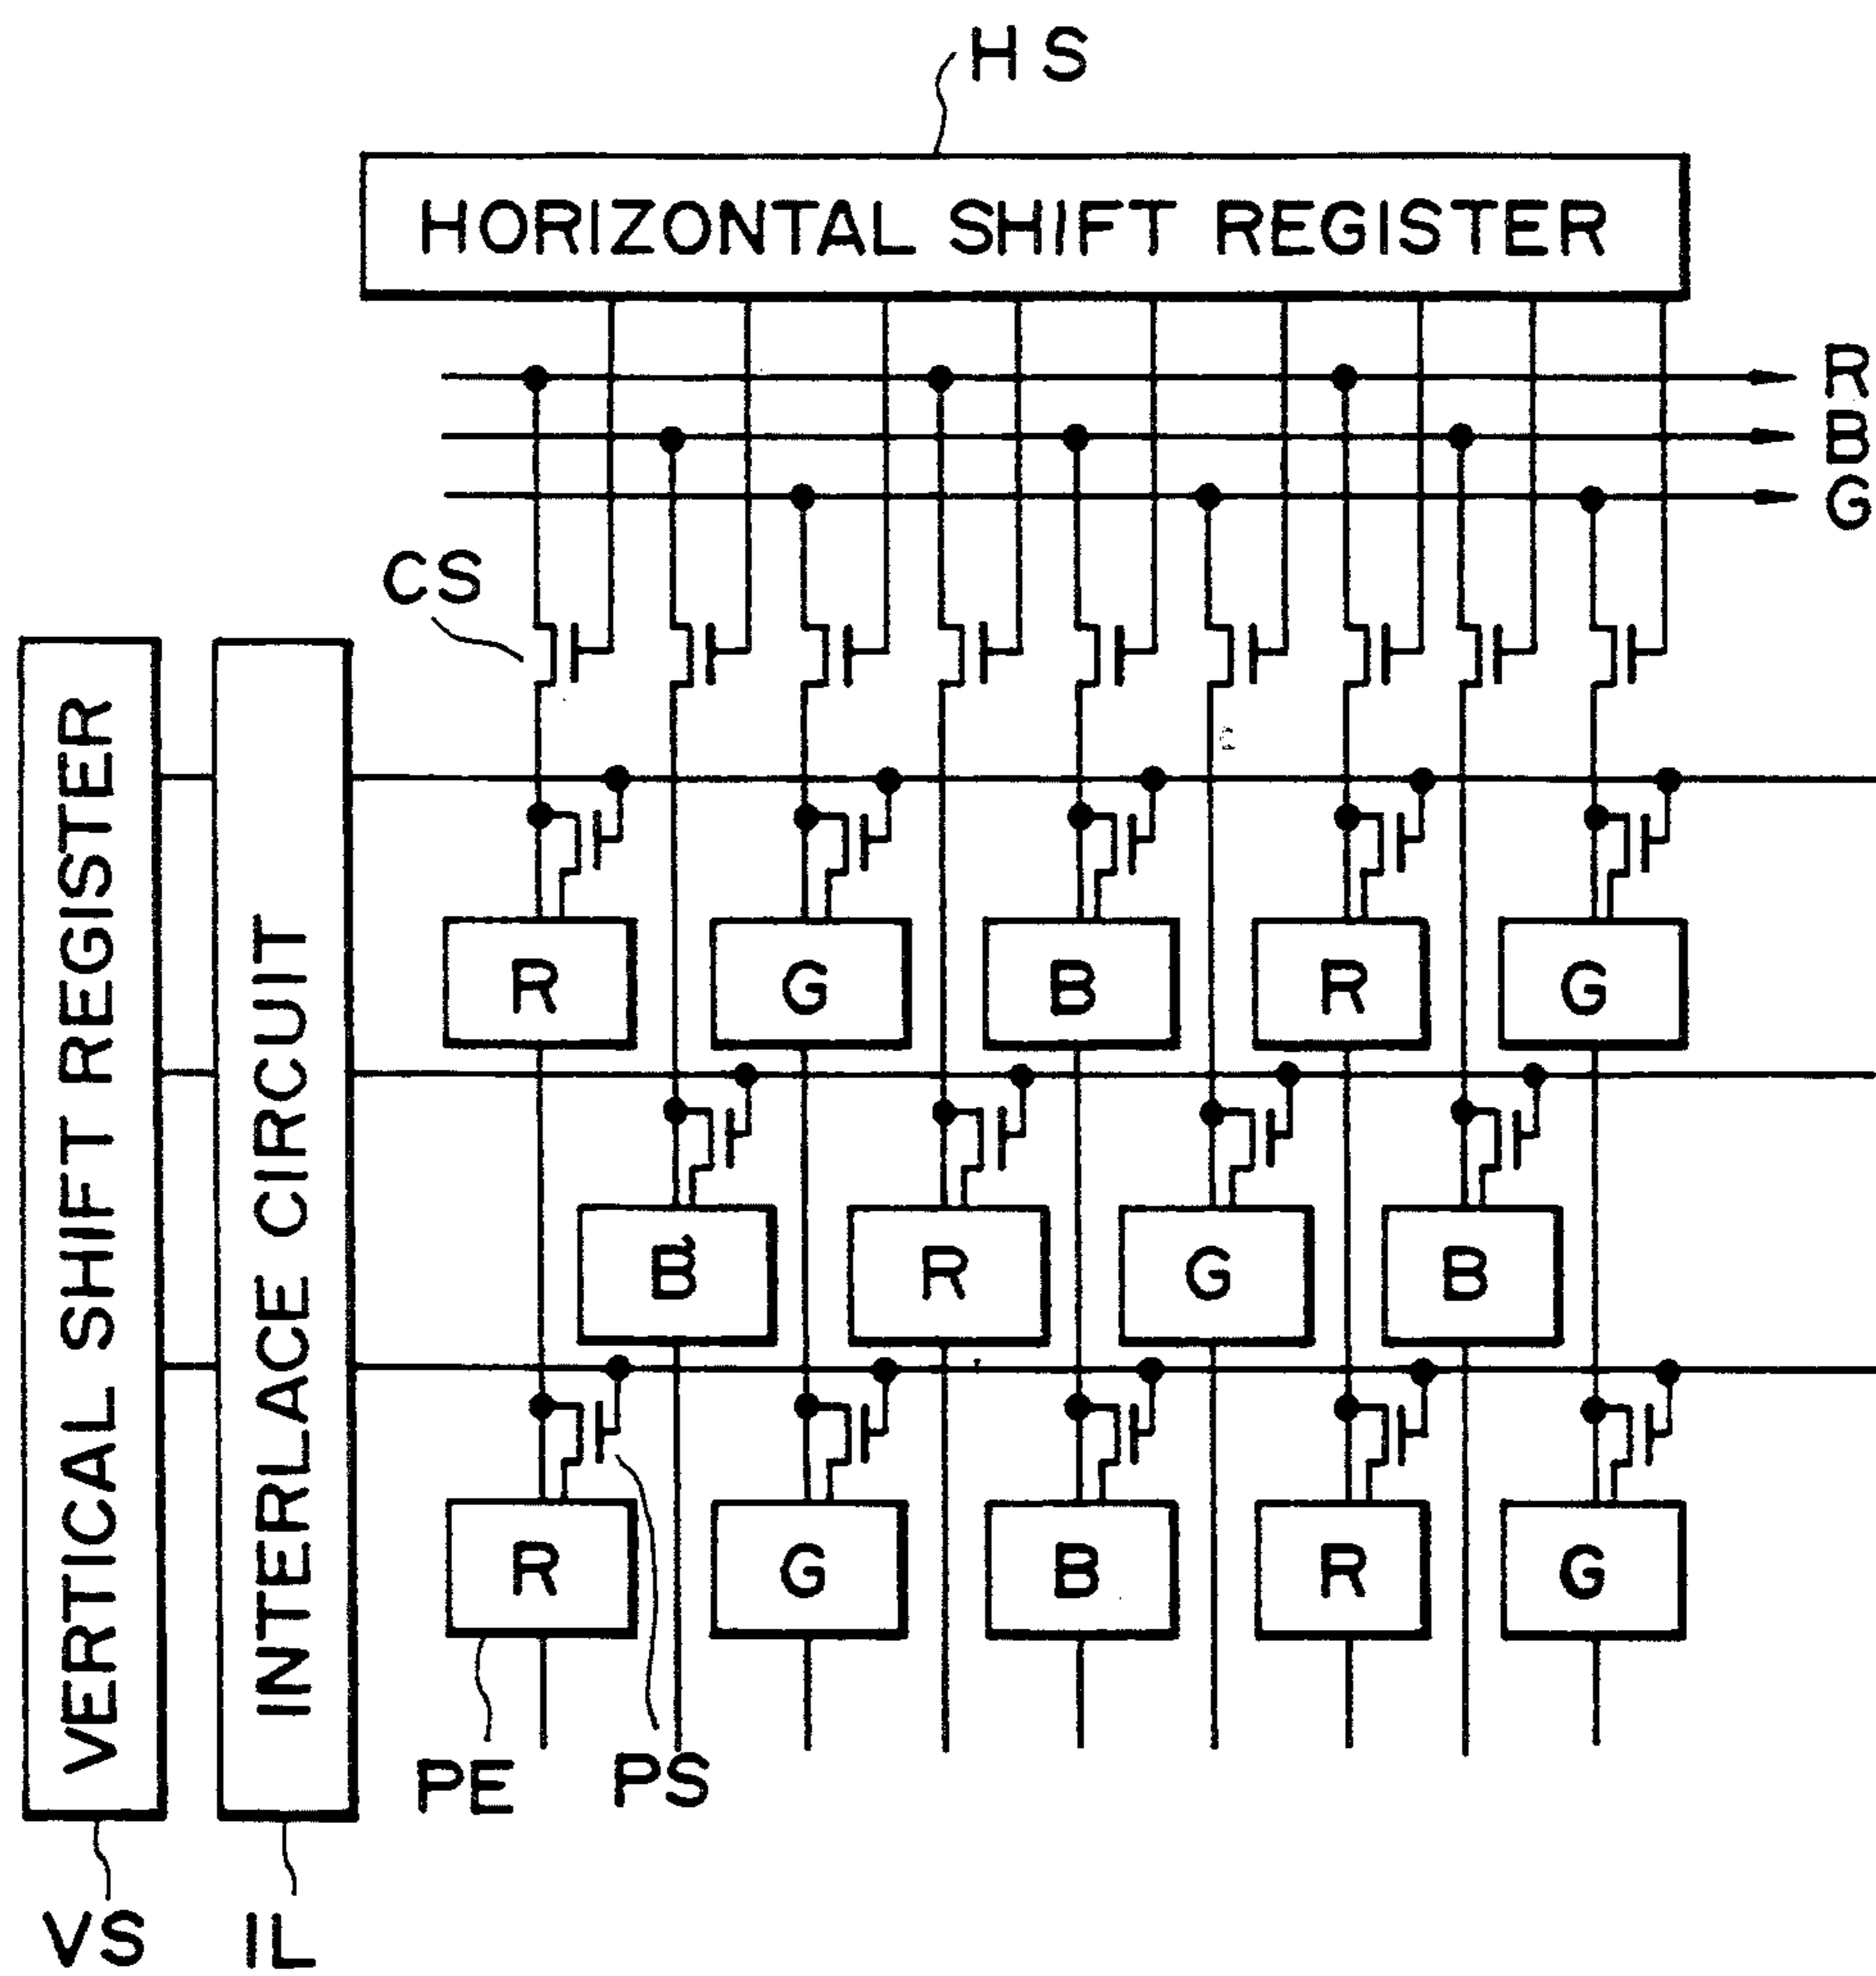 HS
HORIZONTAL SHIFT REGISTER
R
B
G
CS
VERTICAL SHIFT REGISTER
INTERLACE CIRCUIT
R G B R G
B R G B
R G B R G
PE PS
VS IL